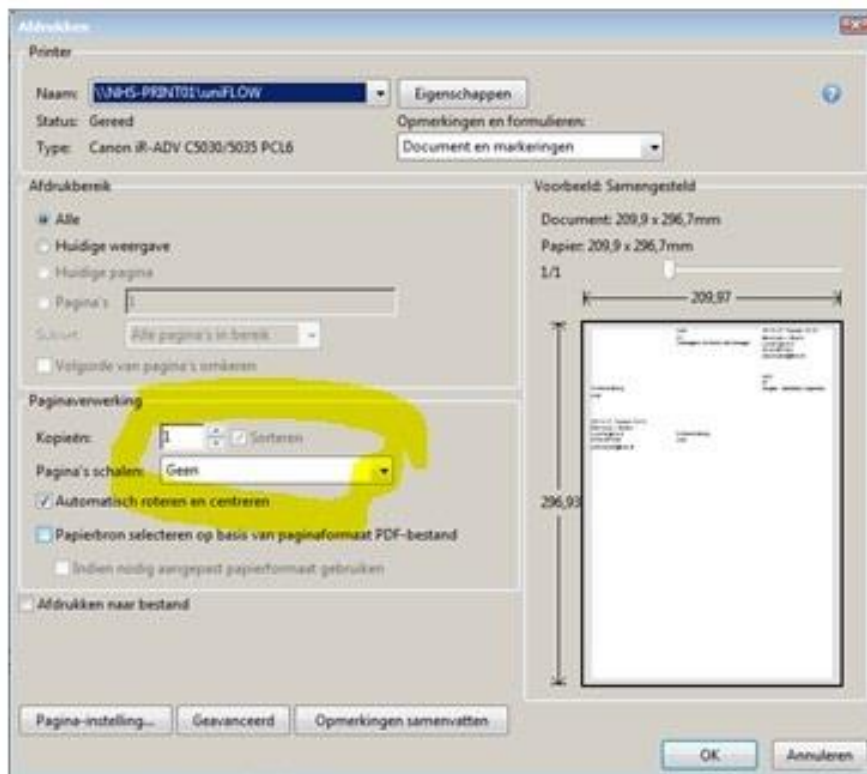 Afdrukken
Printer
Naam: \\NHS-PRINT01\uniFLOW
Eigenschappen
Status: Gereed
Opmerkingen en formulieren:
Type: Canon iR-ADV C5030/5035 PCL6
Document en markeringen
Afdrukbereik
Alle
Huidige weergave
Huidige pagina
Pagina's 1
Subset: Alle pagina's in bereik
Volgorde van pagina's omkeren
Paginaverwerking
Kopieën: 1 Sorteren
Pagina's schalen: Geen
Automatisch roteren en centreren
Papierbron selecteren op basis van paginaformaat PDF-bestand
Indien nodig aangepast papierformaat gebruiken
Afdrukken naar bestand
Voorbeeld: Samengesteld
Document: 209,9 x 296,7mm
Papier: 209,9 x 296,7mm
1/1
209,97
296,93
Pagina-instelling... Geavanceerd Opmerkingen samenvatten
OK Annuleren